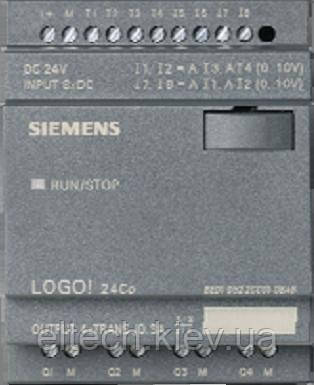 L+ M I1 I2 I3 I4 I5 I6 I7 I8
DC 24V
INPUT 8xDC
I1, I2 = A I3, A I4 (0..10V)
I7, I8 = A I1, A I2 (0..10V)
SIEMENS
RUN/STOP
LOGO! 24Co
OUTPUT 4xTRANS /0.3A
Q1 M Q2 M Q3 M Q4 M
eltech.kiev.ua